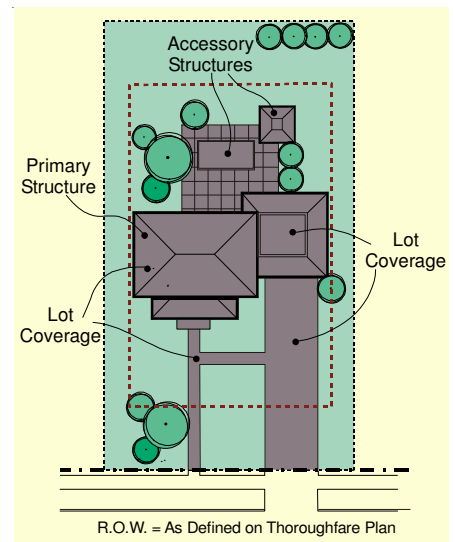 Accessory
Structures
Primary
Structure
Lot
Coverage
Lot
Coverage
R.O.W. = As Defined on Thoroughfare Plan